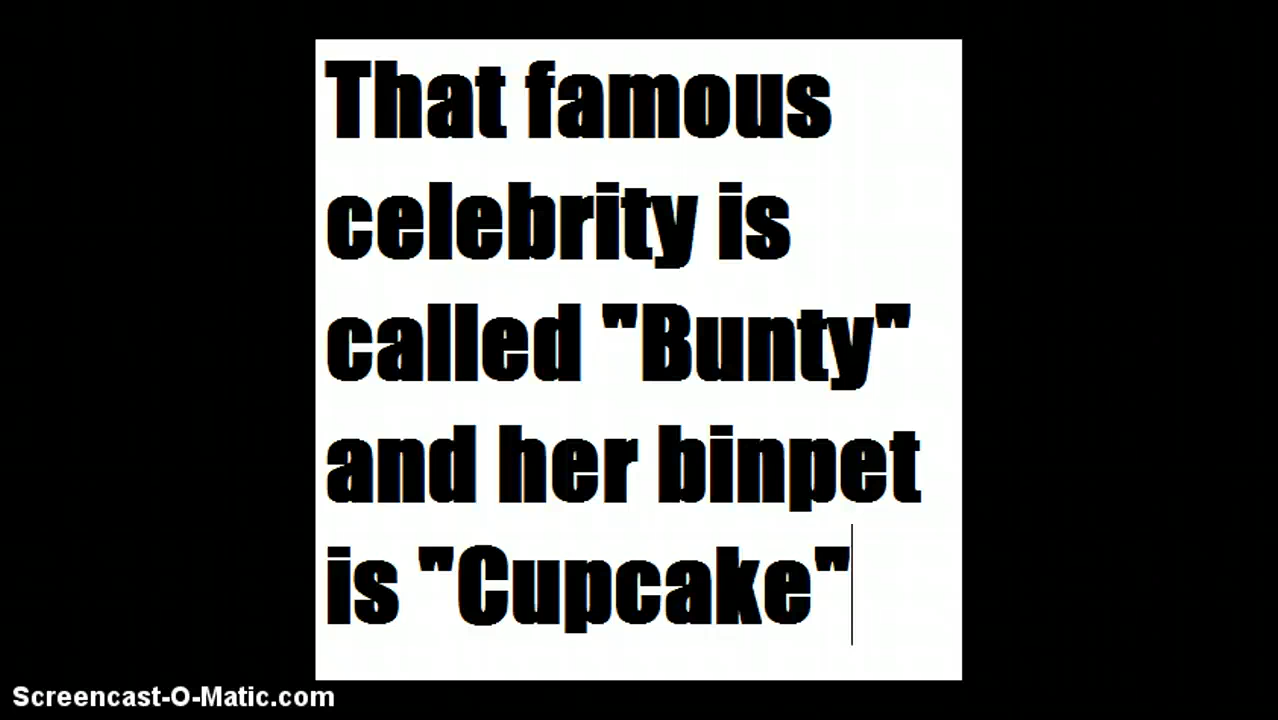 That famous
celebrity is
called "Bunty"
and her binpet
is "Cupcake"
Screencast-O-Matic.com